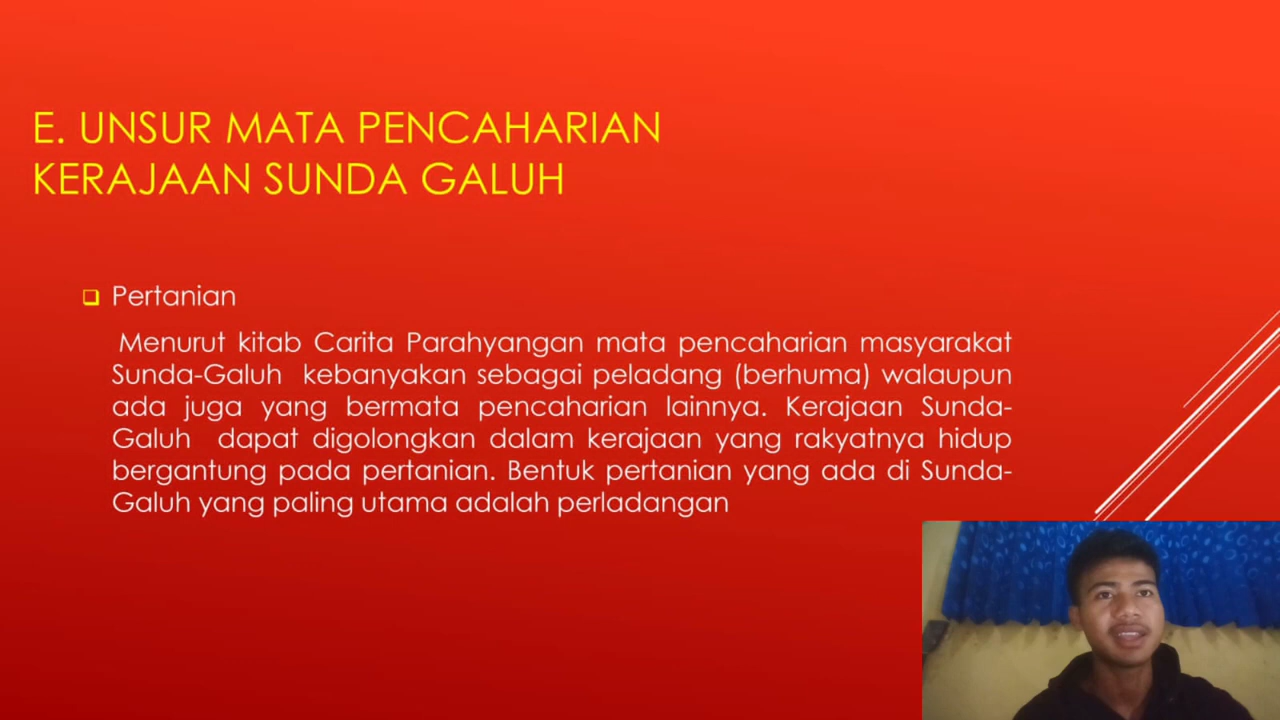 E. UNSUR MATA PENCAHARIAN
KERAJAAN SUNDA GALUH
Pertanian
Menurut kitab Carita Parahyangan mata pencaharian masyarakat
Sunda-Galuh kebanyakan sebagai peladang (berhuma) walaupun
ada juga yang bermata pencaharian lainnya. Kerajaan Sunda-
Galuh dapat digolongkan dalam kerajaan yang rakyatnya hidup
bergantung pada pertanian. Bentuk pertanian yang ada di Sunda-
Galuh yang paling utama adalah perladangan